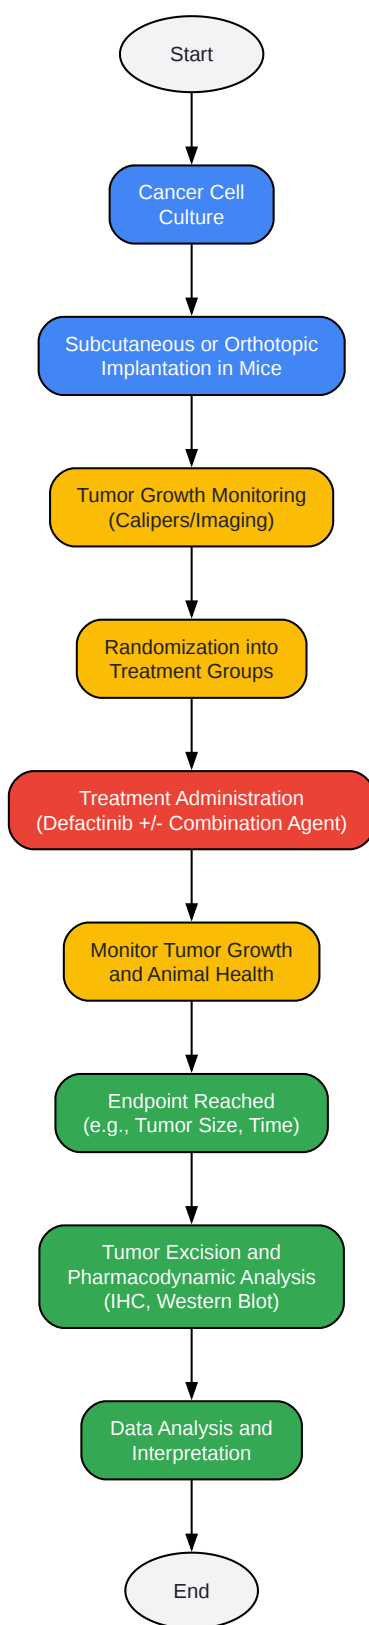 Start
Cancer Cell
Culture
Subcutaneous or Orthotopic
Implantation in Mice
Tumor Growth Monitoring
(Calipers/Imaging)
Randomization into
Treatment Groups
Treatment Administration
(Defactinib +/- Combination Agent)
Monitor Tumor Growth
and Animal Health
Endpoint Reached
(e.g., Tumor Size, Time)
Tumor Excision and
Pharmacodynamic Analysis
(IHC, Western Blot)
Data Analysis and
Interpretation
End